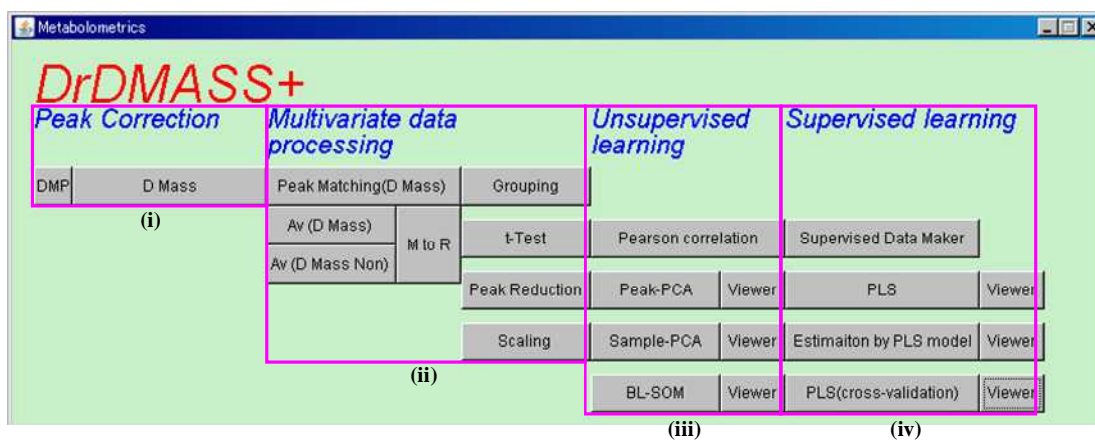 Metabolometrics
DrDMASS+
Peak Correction
Multivariate data
processing
Unsupervised
learning
Supervised learning
DMP
D Mass
Peak Matching(D Mass)
Grouping
(i)
Av (D Mass)
M to R
t-Test
Pearson correlation
Supervised Data Maker
Av (D Mass Non)
Peak Reduction
Peak-PCA
Viewer
PLS
Viewer
Scaling
Sample-PCA
Viewer
Estimaiton by PLS model
Viewer
(ii)
BL-SOM
Viewer
PLS(cross-validation)
Viewer
(iii)
(iv)